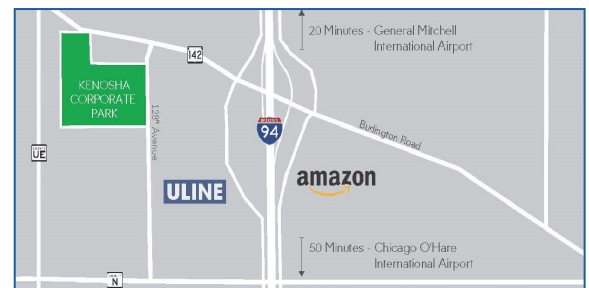 20 Minutes - General Mitchell
International Airport
142
KENOSHA
CORPORATE
PARK
128th Avenue
94
Burlington Road
UE
ULINE
amazon
50 Minutes - Chicago O'Hare
International Airport
N